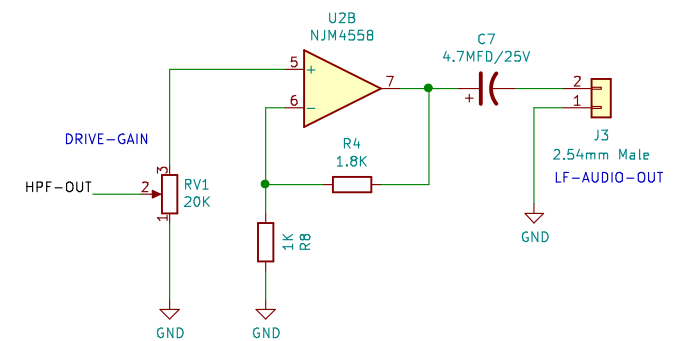 U2B
NJM4558
C7
4.7MFD/25V
5
+
7
6
−
+
2
1
J3
2.54mm Male
LF-AUDIO-OUT
DRIVE-GAIN
R4
1.8K
HPF-OUT
3
2
1
RV1
20K
1K
R8
GND
GND
GND